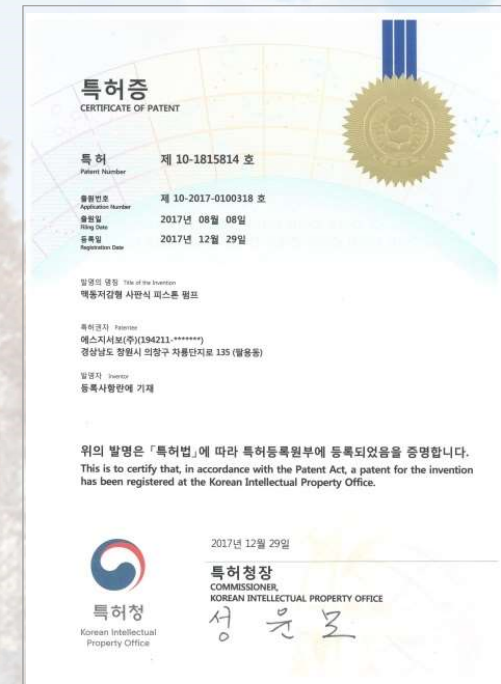 특허증
CERTIFICATE OF PATENT
특 허 제 10-1815814 호
Patent Number
출원번호 제 10-2017-0100318 호
Application Number
출원일 2017년 08월 08일
Filing Date
등록일 2017년 12월 29일
Registration Date
발명의 명칭 Title of the Invention
맥동저감형 사판식 피스톤 펌프
특허권자 Patentee
에스지서보(주)(194211-*******)
경상남도 창원시 의창구 차룡단지로 135 (팔용동)
발명자 Inventor
등록사항란에 기재
위의 발명은 「특허법」에 따라 특허등록원부에 등록되었음을 증명합니다.
This is to certify that, in accordance with the Patent Act, a patent for the invention
has been registered at the Korean Intellectual Property Office.
2017년 12월 29일
특허청장
COMMISSIONER,
KOREAN INTELLECTUAL PROPERTY OFFICE
성 윤 모
특허청
Korean Intellectual
Property Office